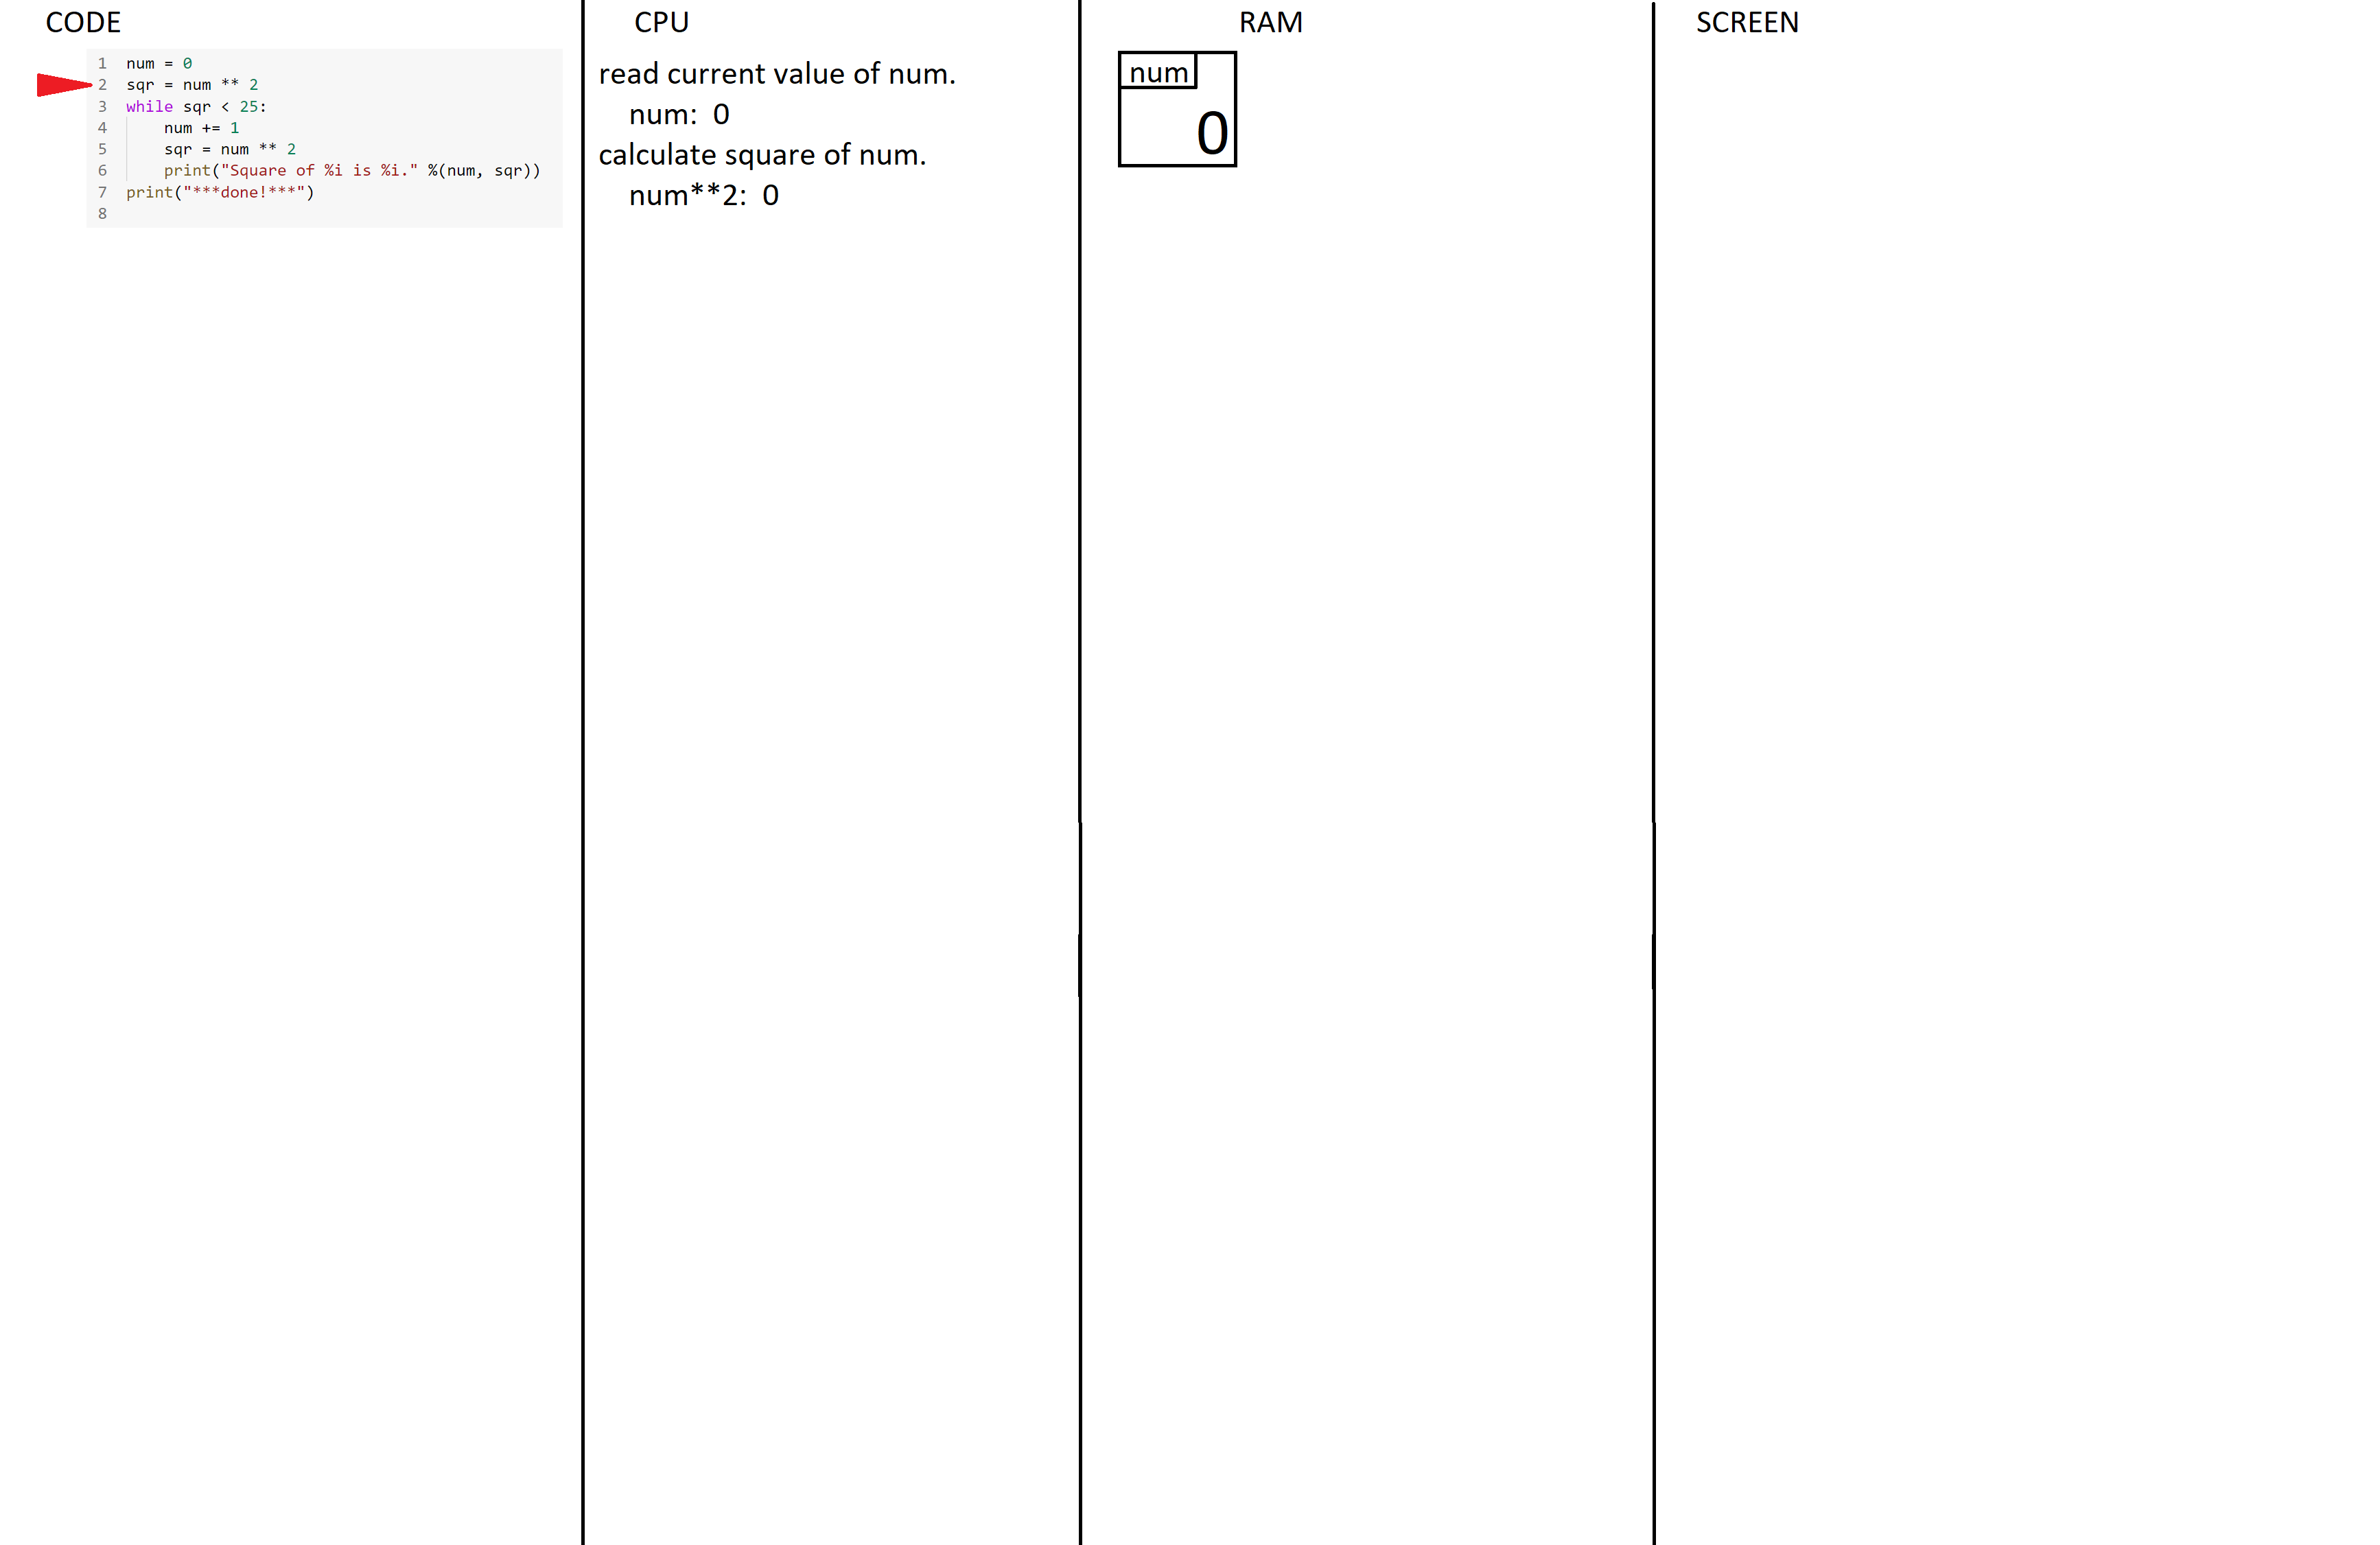 CODE
1 num = 0
2 sqr = num ** 2
3 while sqr < 25:
4     num += 1
5     sqr = num ** 2
6     print("Square of %i is %i." %(num, sqr))
7 print("***done!***")
8
CPU
read current value of num.
num: 0
calculate square of num.
num**2: 0
RAM
num
0
SCREEN